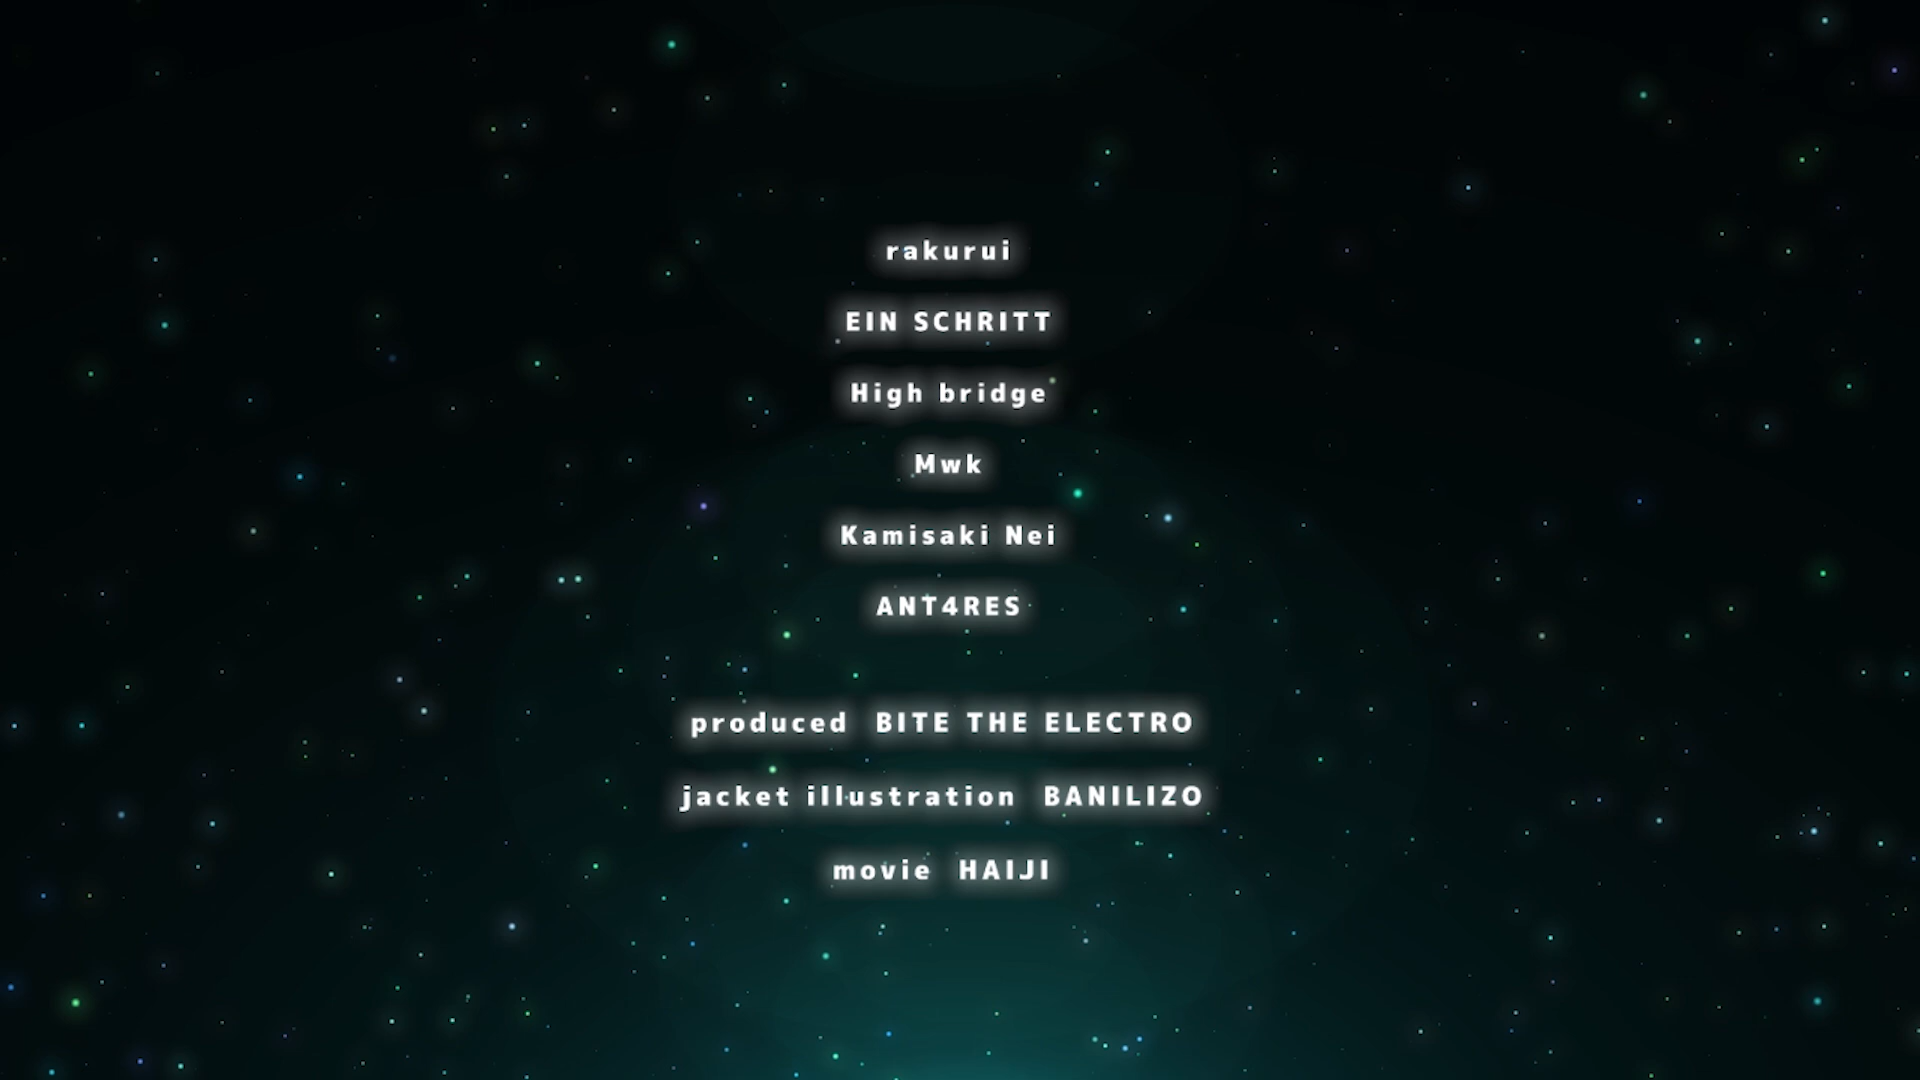 rakurui
EIN SCHRITT
High bridge
Mwk
Kamisaki Nei
ANT4RES
produced BITE THE ELECTRO
jacket illustration BANILIZO
movie HAIJI